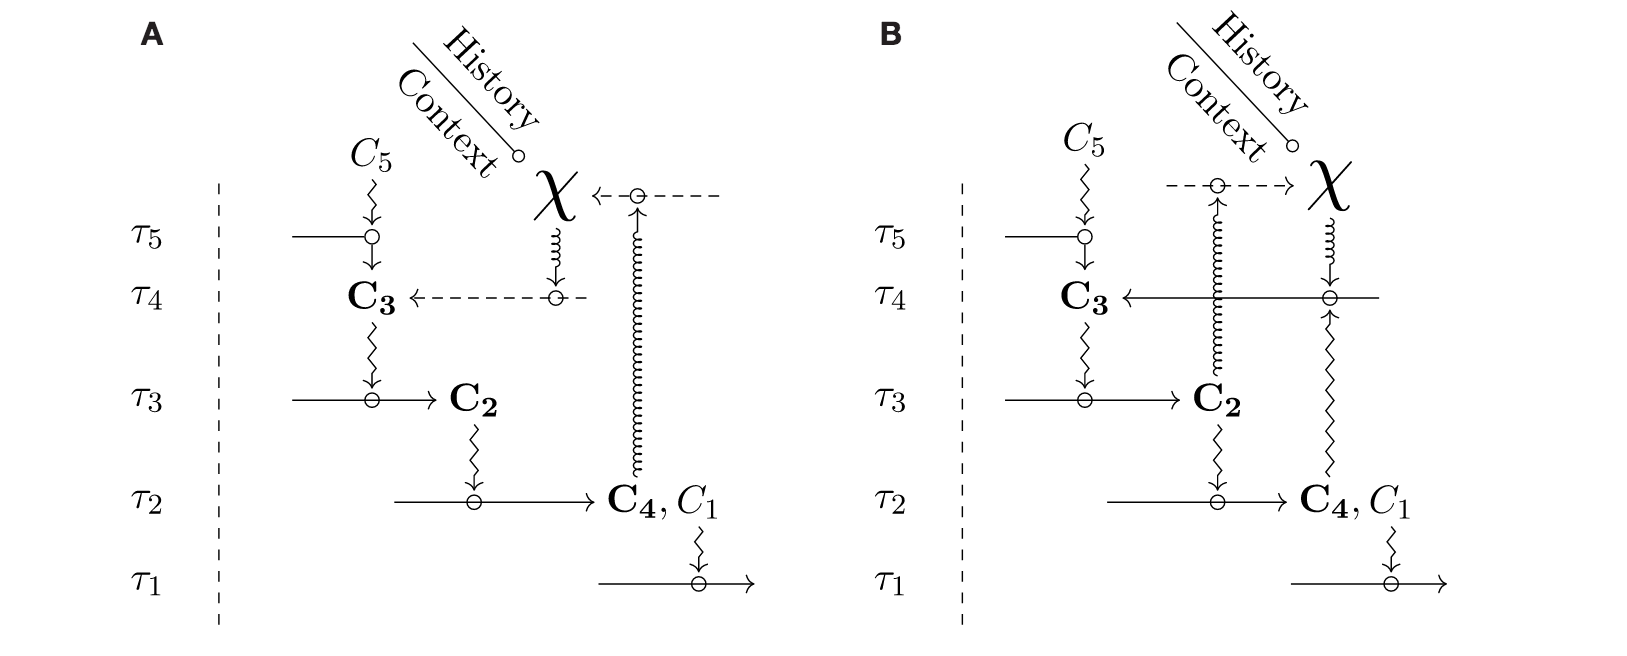 A
History
Context
C₅
χ
τ₅
τ₄
C₃
τ₃
C₂
τ₂
C₄, C₁
τ₁
B
History
Context
C₅
χ
τ₅
τ₄
C₃
τ₃
C₂
τ₂
C₄, C₁
τ₁